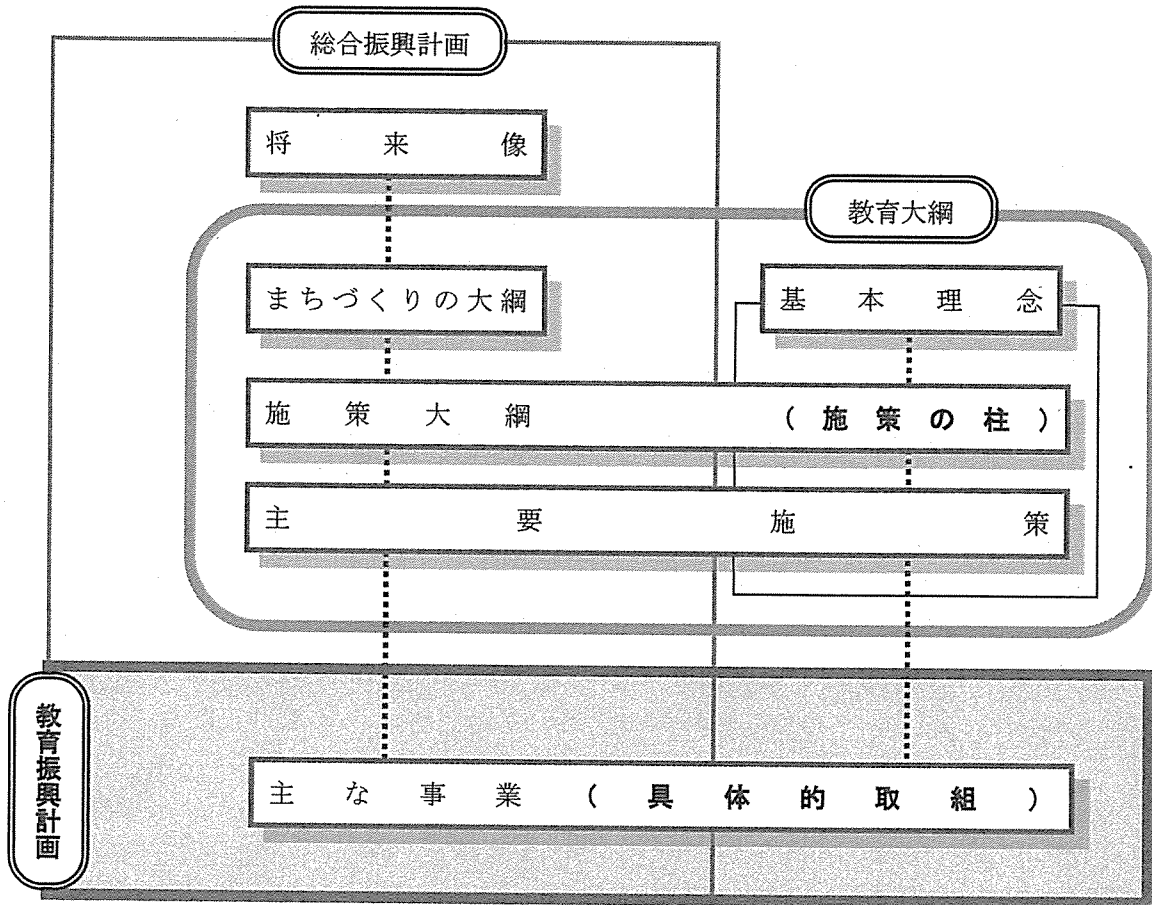 総合振興計画
将来像
教育大綱
まちづくりの大綱
基本理念
施策大綱 (施策の柱)
主要施策
教育振興計画
主な事業 (具体的取組)